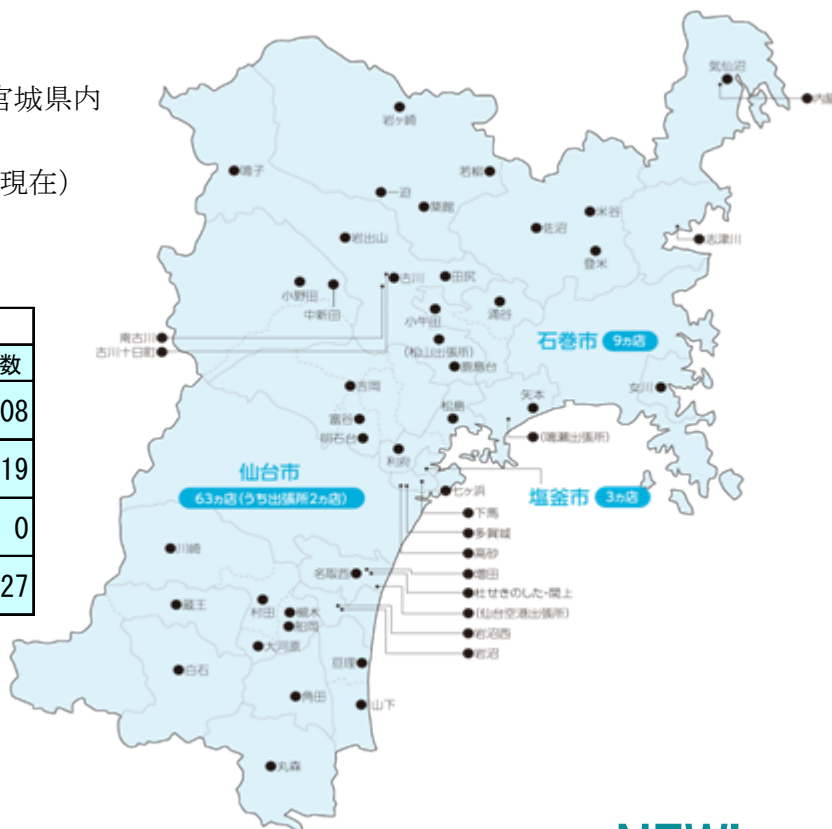 宮城県内
現在）
数
08
19
0
27
気仙沼
岩ヶ崎
鳴子
若柳
一迫
築館
米谷
佐沼
志津川
岩出山
登米
古川
田尻
小野田
中新田
涌谷
小牛田
南古川
古川十日町
(松山出張所)
石巻市
9ヵ店
鹿島台
吉岡
女川
矢本
松島
富谷
明石台
(鳴瀬出張所)
利府
仙台市
63ヵ店(うち出張所2ヵ店)
七ヶ浜
塩釜市
3ヵ店
下馬
多賀城
高砂
川崎
名取西
増田
杜せきのした・閖上
(仙台空港出張所)
蔵王
村田
槻木
船岡
岩沼西
大河原
岩沼
白石
亘理
角田
山下
丸森